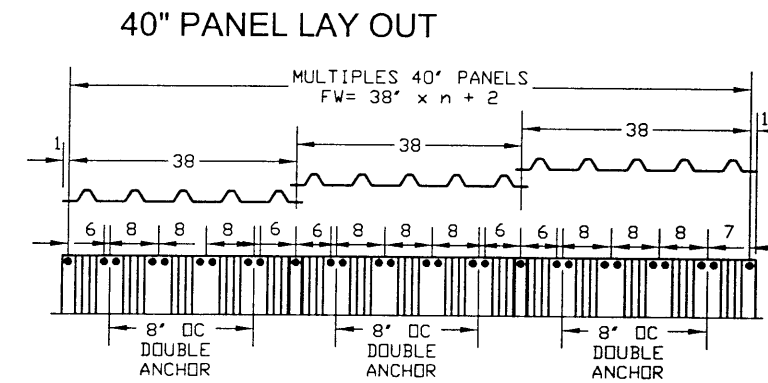 40" PANEL LAY OUT
MULTIPLES 40" PANELS
FW= 38" x n + 2
1
38
38
38
1
6 8 8 8 6 6 8 8 8 6 6 8 8 8 7
8" OC
DOUBLE
ANCHOR
8" OC
DOUBLE
ANCHOR
8" OC
DOUBLE
ANCHOR